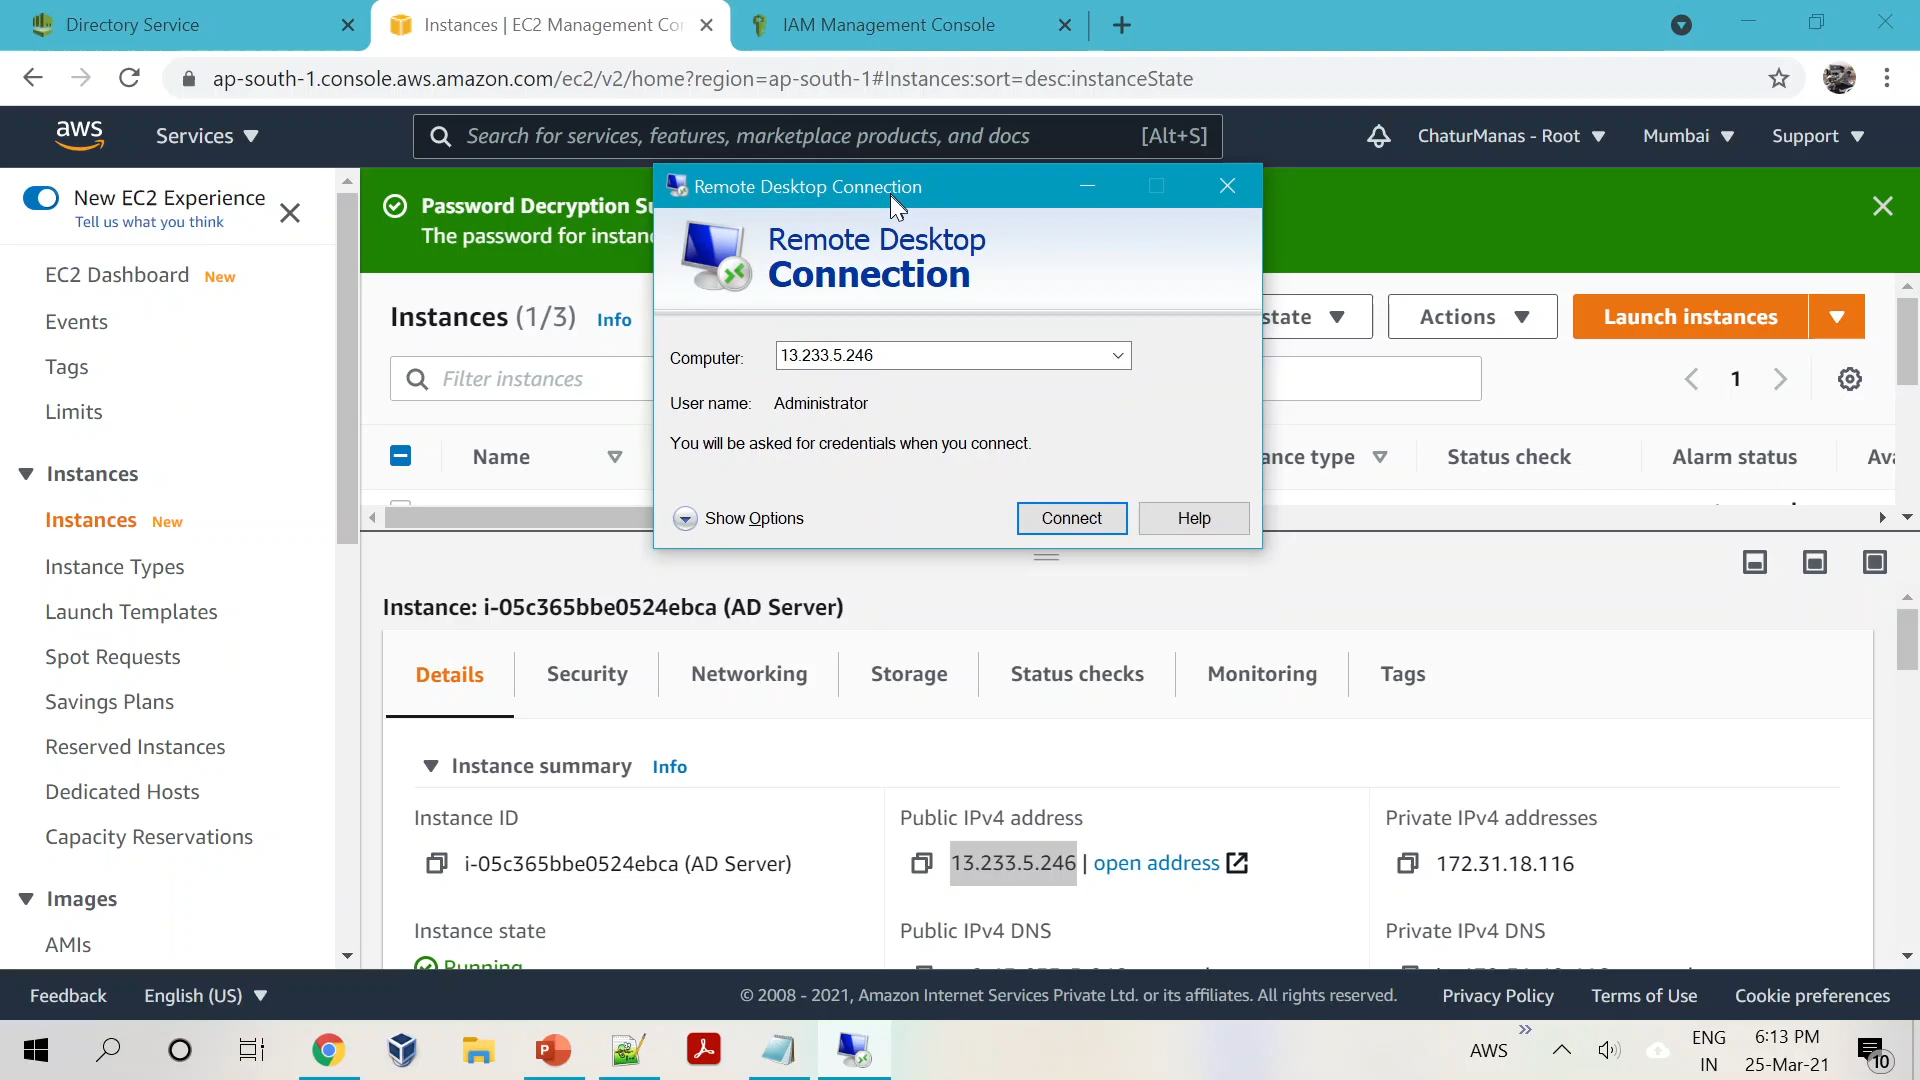 Directory Service
Instances | EC2 Management Co
IAM Management Console
ap-south-1.console.aws.amazon.com/ec2/v2/home?region=ap-south-1#Instances:sort=desc:instanceState
aws
Services
Search for services, features, marketplace products, and docs
[Alt+S]
ChaturManas - Root
Mumbai
Support
New EC2 Experience
Tell us what you think
EC2 Dashboard New
Events
Tags
Limits
Instances
Instances New
Instance Types
Launch Templates
Spot Requests
Savings Plans
Reserved Instances
Dedicated Hosts
Capacity Reservations
Images
AMIs
Password Decryption Su
The password for instanc
Remote Desktop Connection
Remote Desktop
Connection
Computer: 13.233.5.246
User name: Administrator
You will be asked for credentials when you connect.
Show Options
Connect
Help
Instances (1/3) Info
state
Actions
Launch instances
Filter instances
1
Name
ance type
Status check
Alarm status
Ava
Instance: i-05c365bbe0524ebca (AD Server)
Details
Security
Networking
Storage
Status checks
Monitoring
Tags
Instance summary Info
Instance ID
i-05c365bbe0524ebca (AD Server)
Public IPv4 address
13.233.5.246 | open address
Private IPv4 addresses
172.31.18.116
Instance state
Running
Public IPv4 DNS
Private IPv4 DNS
Feedback
English (US)
© 2008 - 2021, Amazon Internet Services Private Ltd. or its affiliates. All rights reserved.
Privacy Policy
Terms of Use
Cookie preferences
AWS
ENG
IN
6:13 PM
25-Mar-21
10